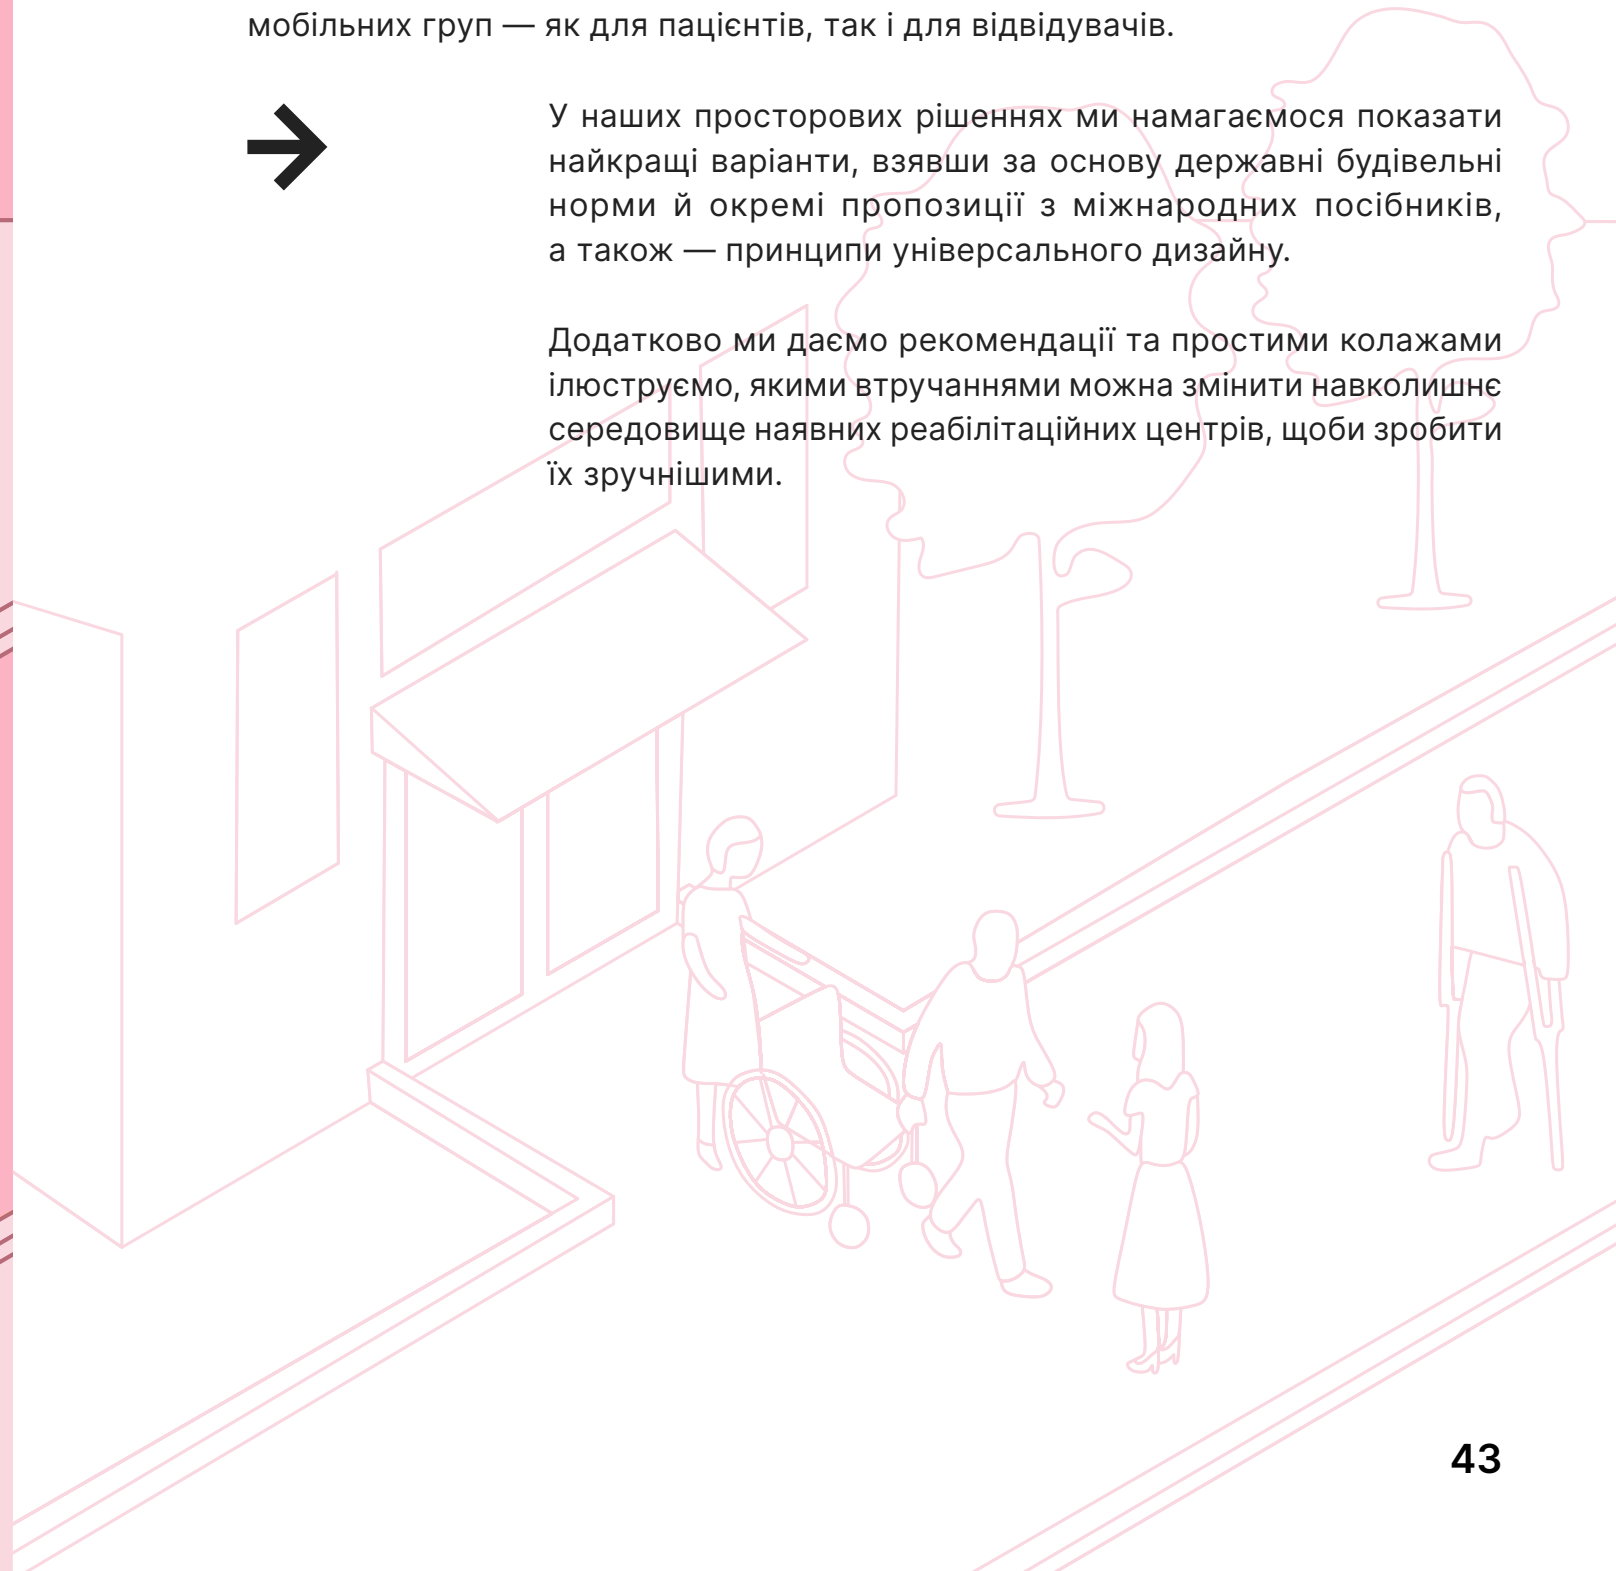 мобільних груп — як для пацієнтів, так і для відвідувачів.
У наших просторових рішеннях ми намагаємося показати
найкращі варіанти, взявши за основу державні будівельні
норми й окремі пропозиції з міжнародних посібників,
а також — принципи універсального дизайну.
Додатково ми даємо рекомендації та простими колажами
ілюструємо, якими втручаннями можна змінити навколишнє
середовище наявних реабілітаційних центрів, щоби зробити
їх зручнішими.
43